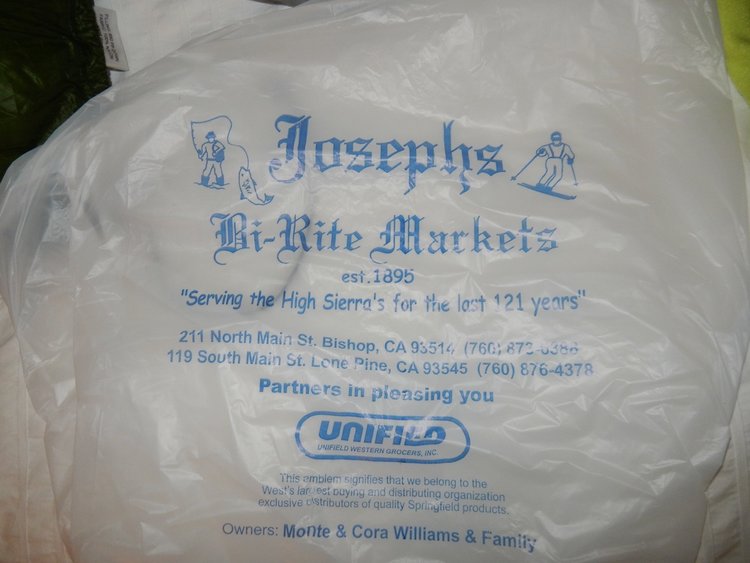 Josephs
Bi-Rite Markets
est.1895
"Serving the High Sierra's for the last 121 years"
211 North Main St. Bishop, CA 93514 (760)
119 South Main St. Lone Pine, CA 93545 (760) 876-4378
Partners in pleasing you
UNIFIED
UNIFIED WESTERN GROCERS, INC.
This emblem signifies that we belong to the
West's largest buying and distributing organization
exclusive distributors of quality Springfield products.
Owners: Monte & Cora Williams & Family